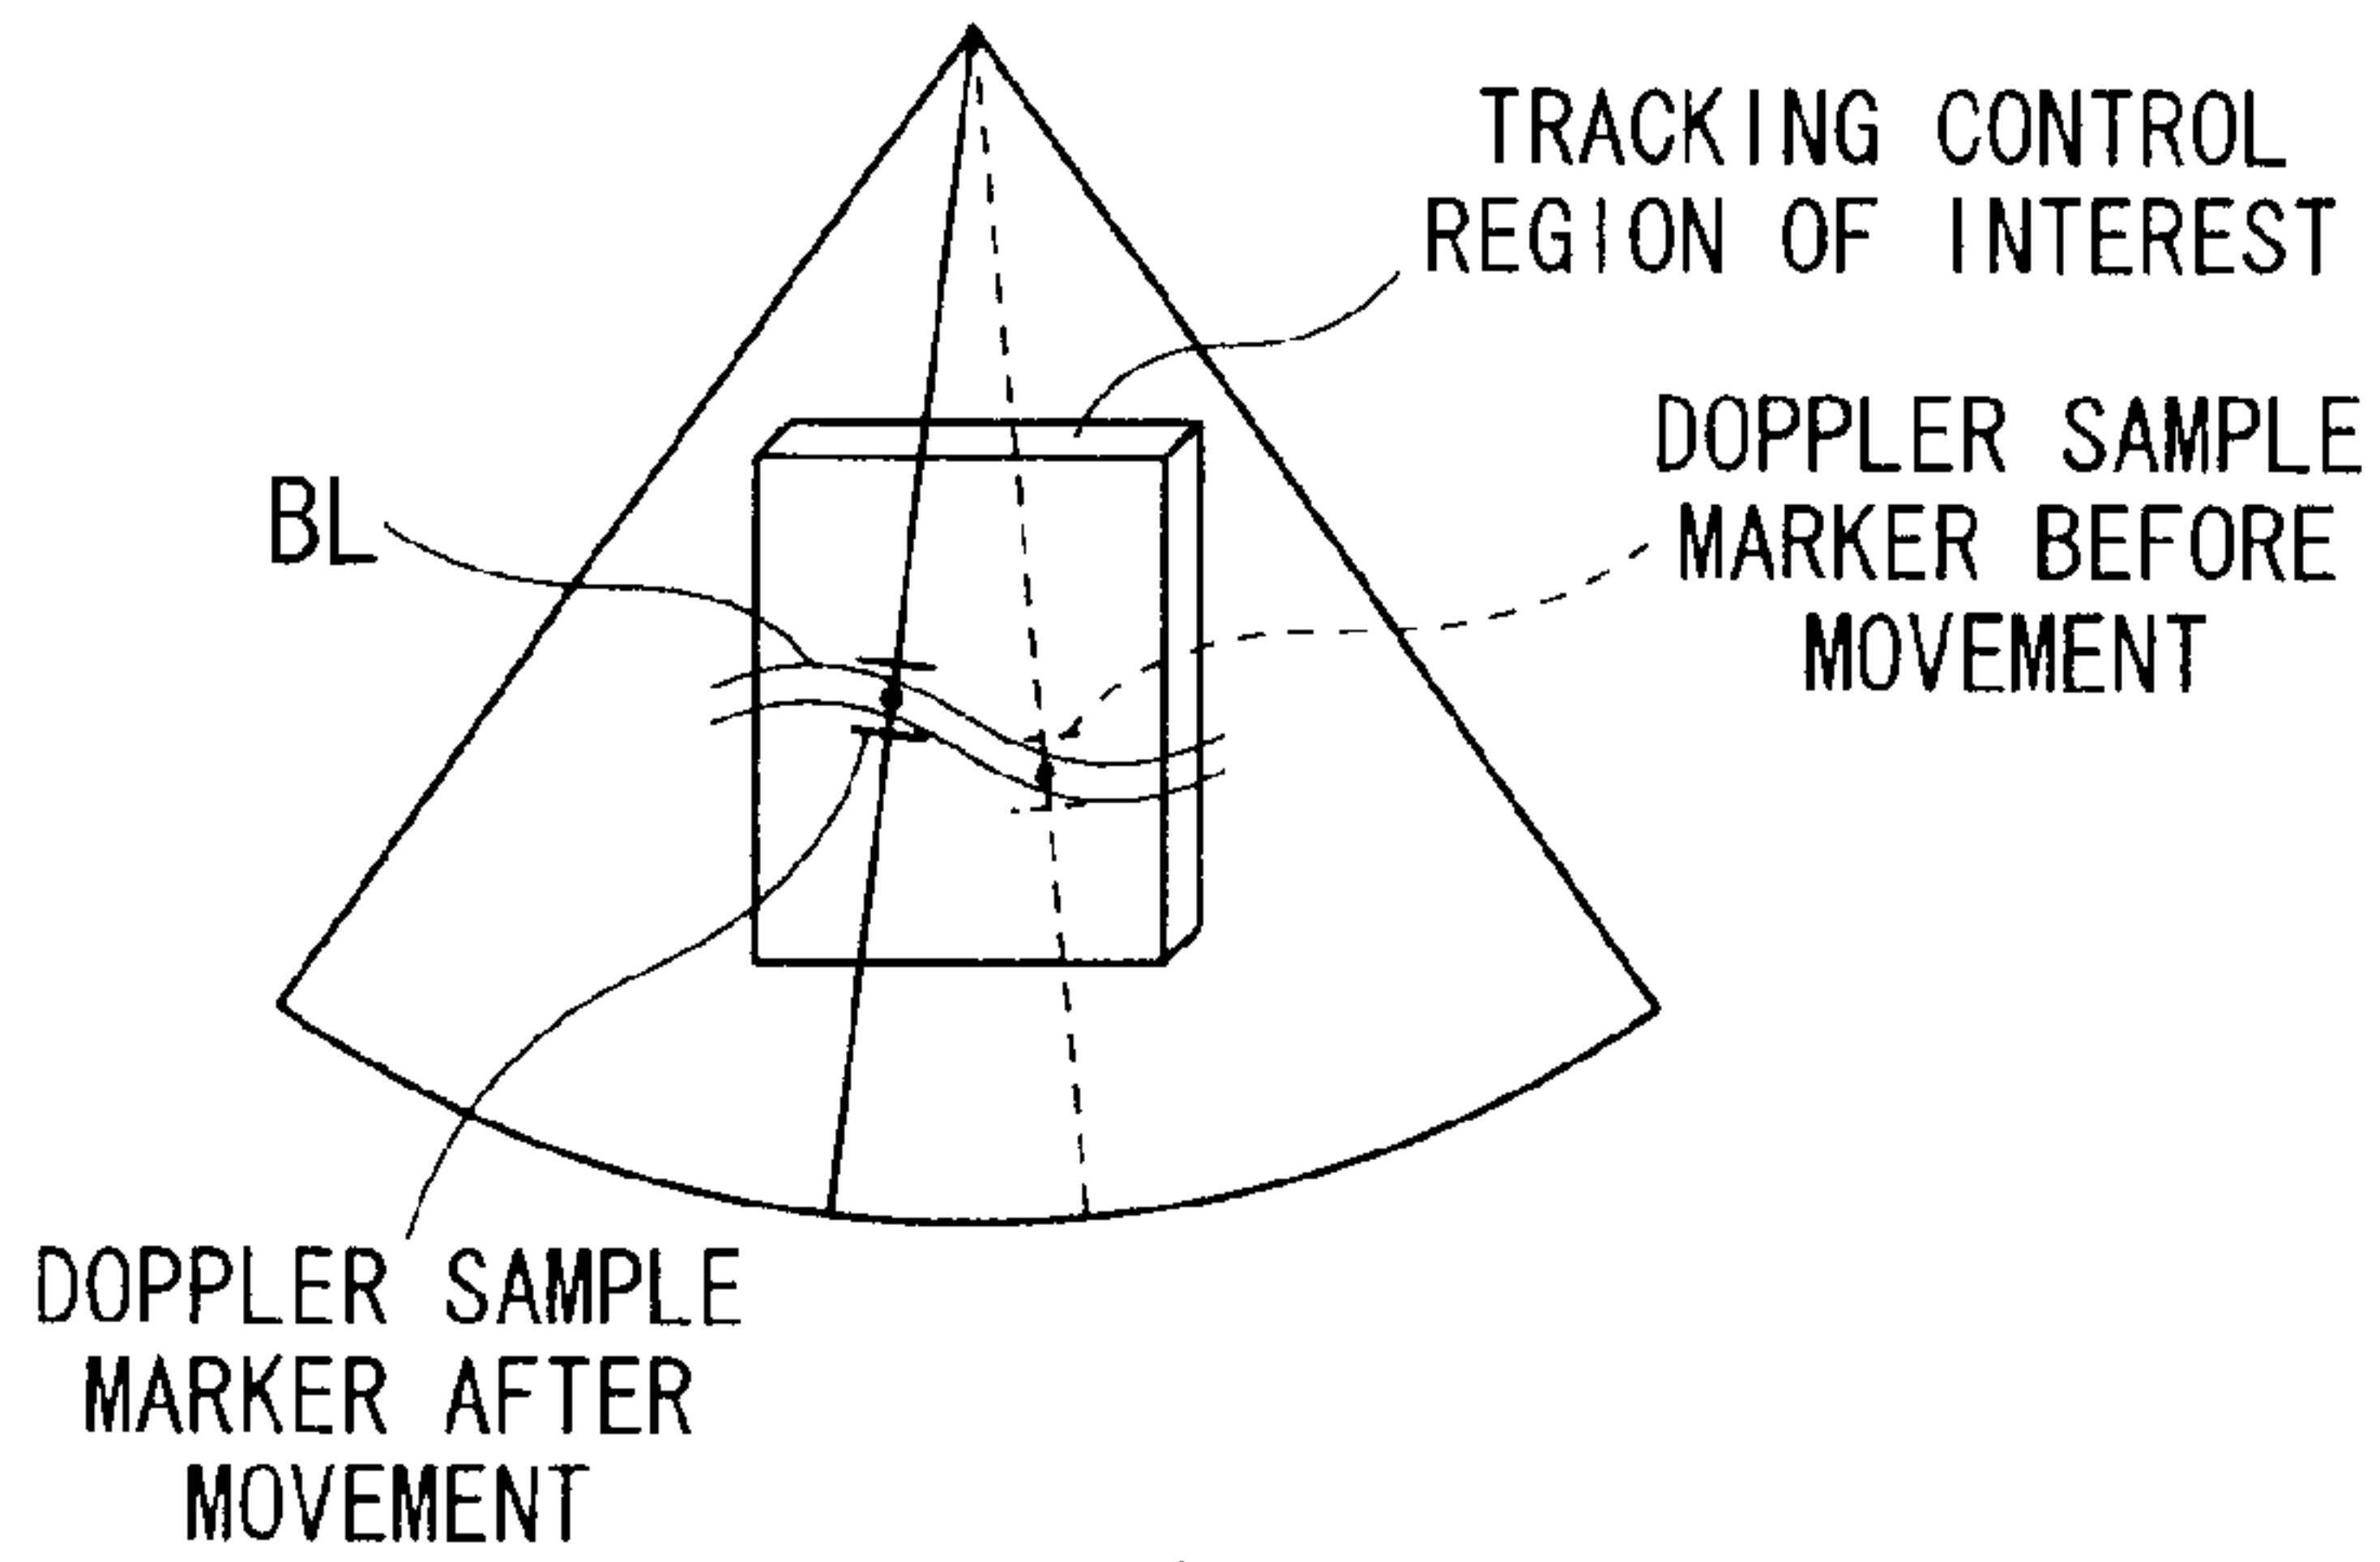 TRACKING CONTROL
REGION OF INTEREST
DOPPLER SAMPLE
MARKER BEFORE
MOVEMENT
BL
DOPPLER SAMPLE
MARKER AFTER
MOVEMENT